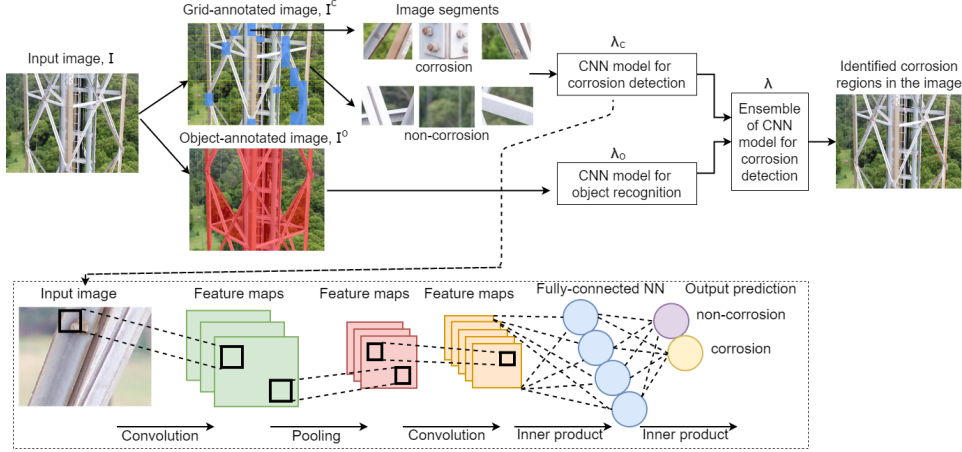 Grid-annotated image, Iᶜ
Image segments
Input image, I
corrosion
non-corrosion
Object-annotated image, Iᴼ
λ_C
CNN model for
corrosion detection
λ_O
CNN model for
object recognition
λ
Ensemble
of CNN
model for
corrosion
detection
Identified corrosion
regions in the image
Input image
Feature maps
Feature maps
Feature maps
Fully-connected NN
Output prediction
non-corrosion
corrosion
Convolution
Pooling
Convolution
Inner product
Inner product